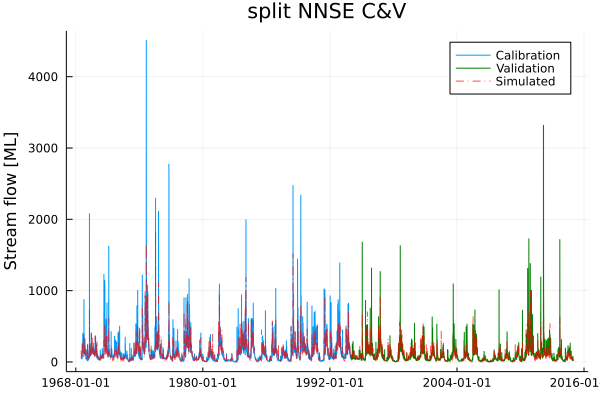 split NNSE C&V
Stream flow [ML]
4000
3000
2000
1000
0
Calibration
Validation
Simulated
1968-01-01
1980-01-01
1992-01-01
2004-01-01
2016-01-01